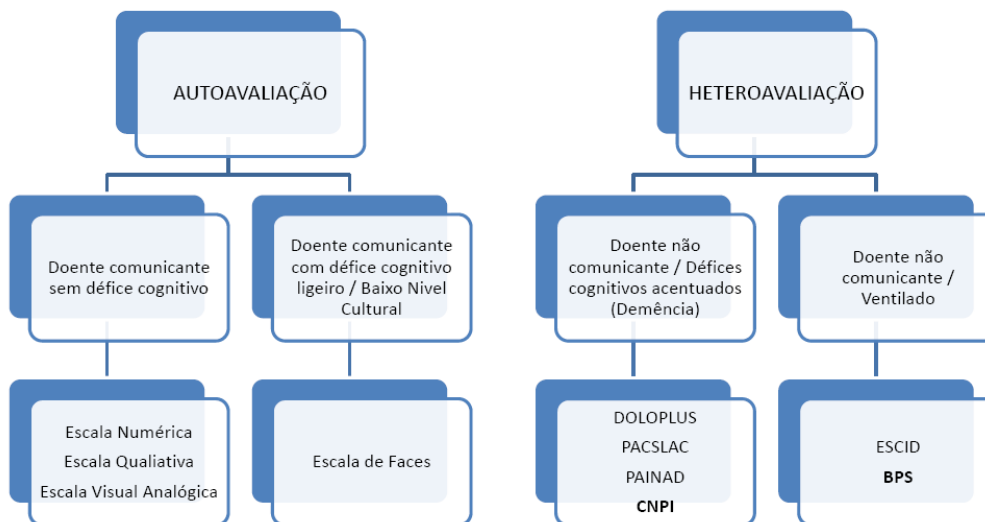 AUTOAVALIAÇÃO
HETEROAVALIAÇÃO
Doente comunicante
sem défice cognitivo
Doente comunicante
com défice cognitivo
ligeiro / Baixo Nivel
Cultural
Doente não
comunicante / Défices
cognitivos acentuados
(Demência)
Doente não
comunicante /
Ventilado
Escala Numérica
Escala Qualiativa
Escala Visual Analógica
Escala de Faces
DOLOPLUS
PACSLAC
PAINAD
CNPI
ESCID
BPS